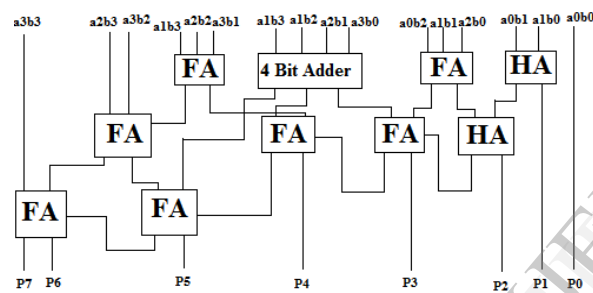 a3b3 a2b3 a3b2 a1b3 a2b2 a3b1 a1b3 a1b2 a2b1 a3b0 a0b2 a1b1 a2b0 a0b1 a1b0 a0b0
FA 4 Bit Adder FA HA
FA FA FA HA
FA FA
P7 P6 P5 P4 P3 P2 P1 P0